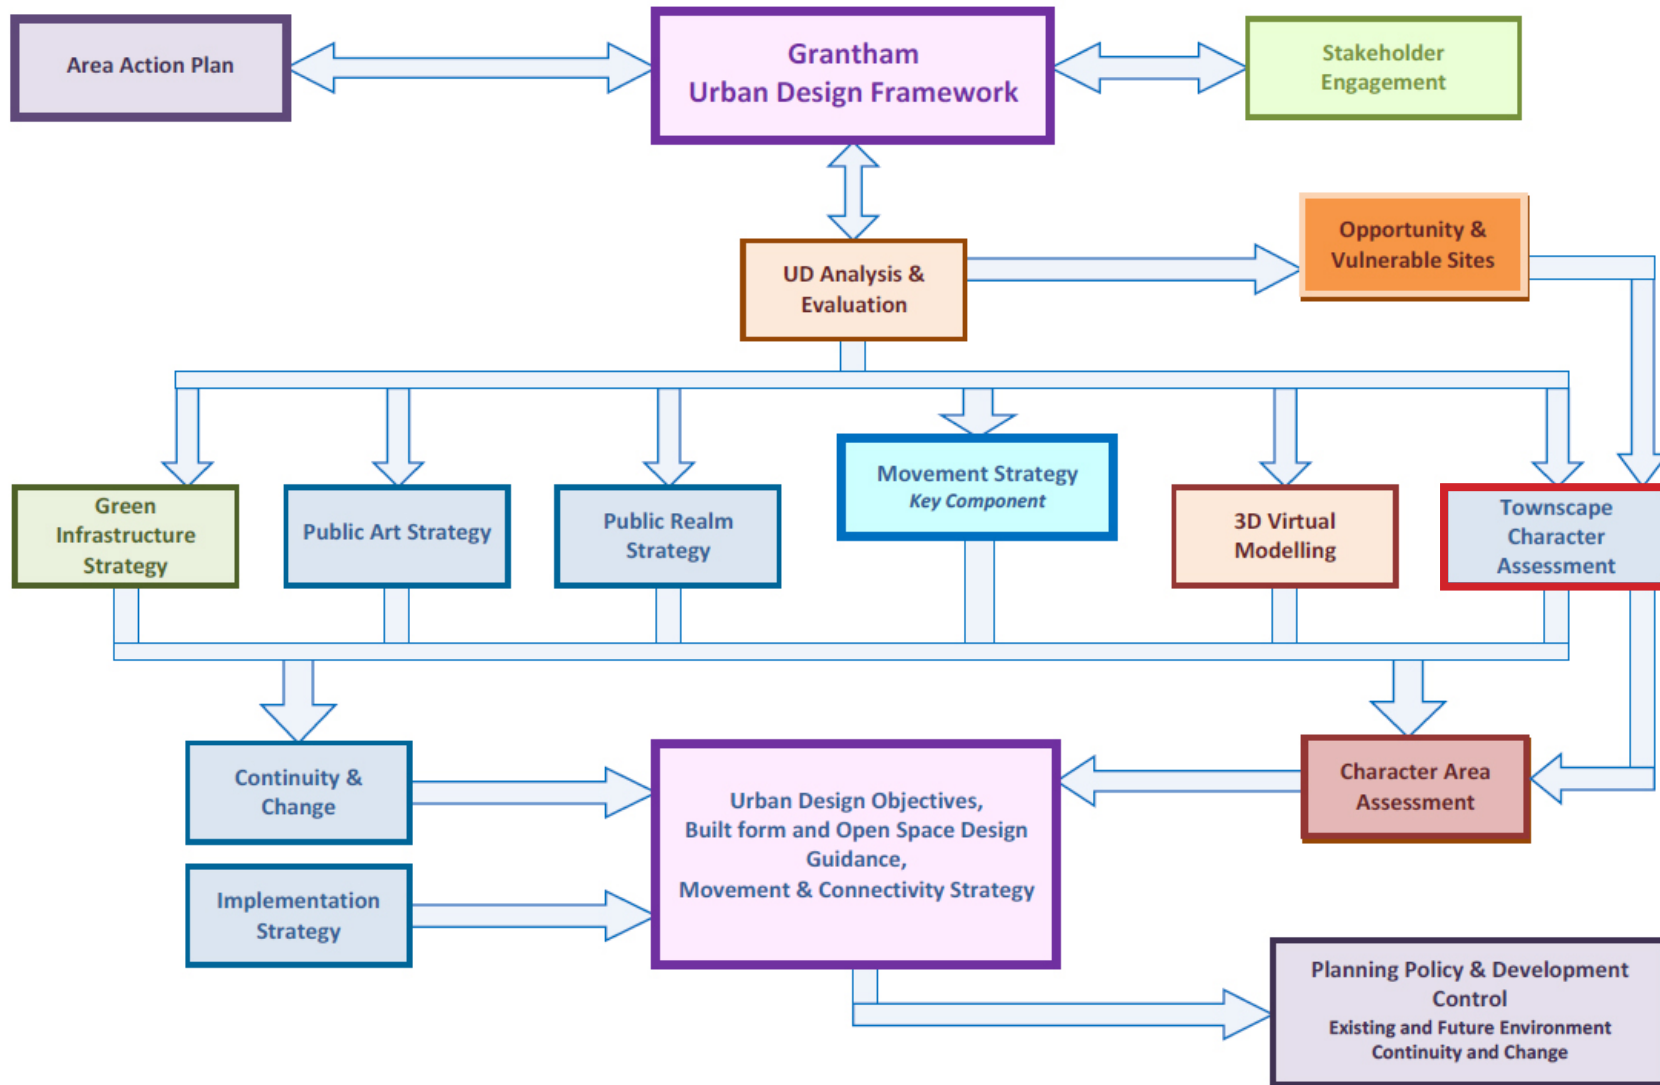 Area Action Plan
Grantham
Urban Design Framework
Stakeholder
Engagement
UD Analysis &
Evaluation
Opportunity &
Vulnerable Sites
Green
Infrastructure
Strategy
Public Art Strategy
Public Realm
Strategy
Movement Strategy
Key Component
3D Virtual
Modelling
Townscape
Character
Assessment
Continuity &
Change
Urban Design Objectives,
Built form and Open Space Design
Guidance,
Movement & Connectivity Strategy
Character Area
Assessment
Implementation
Strategy
Planning Policy & Development
Control
Existing and Future Environment
Continuity and Change